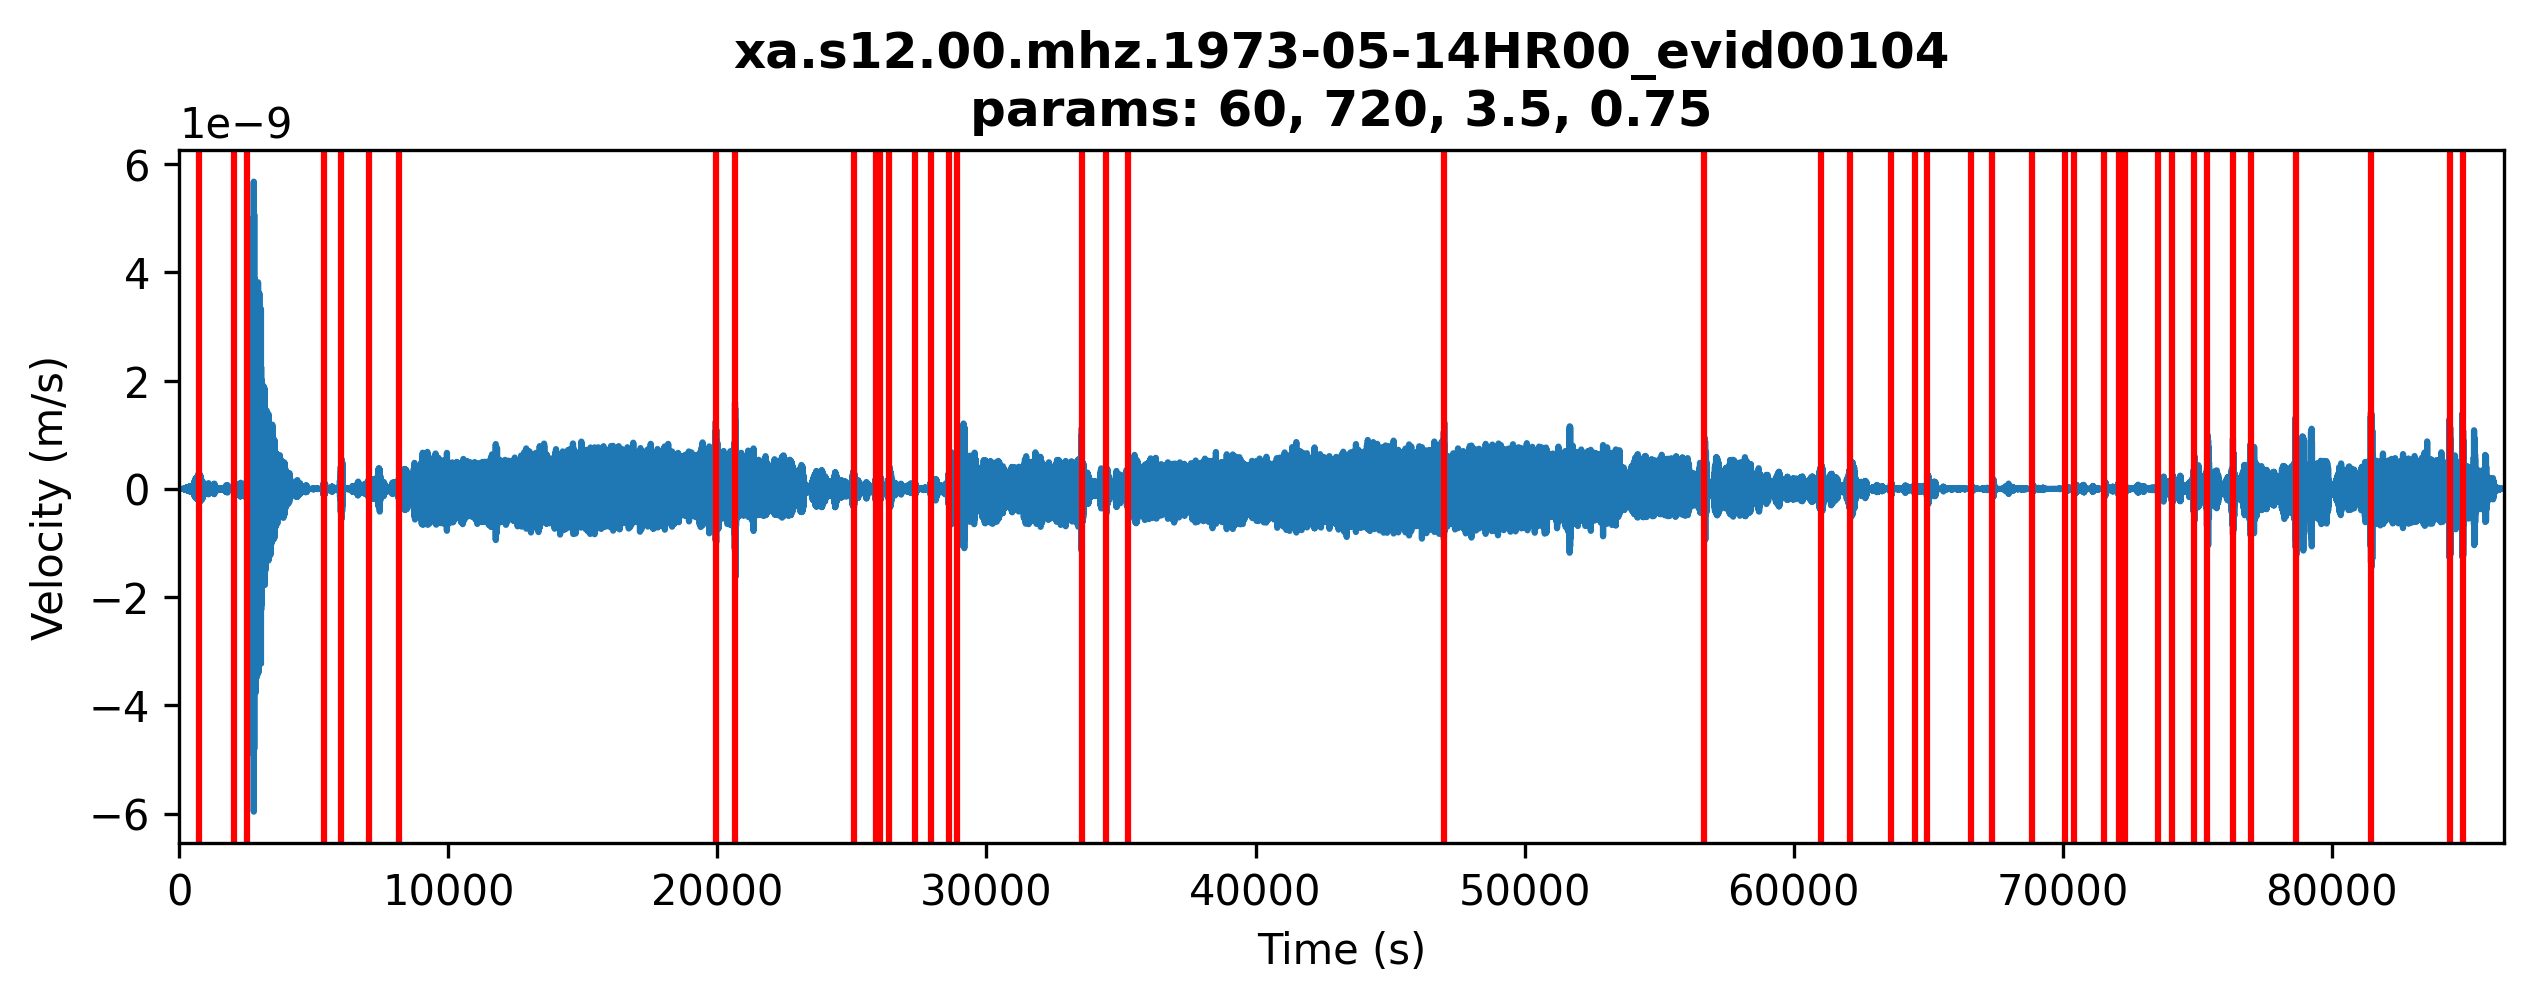 xa.s12.00.mhz.1973-05-14HR00_evid00104
params: 60, 720, 3.5, 0.75
1e−9
6
4
2
0
−2
−4
−6
Velocity (m/s)
0 10000 20000 30000 40000 50000 60000 70000 80000
Time (s)